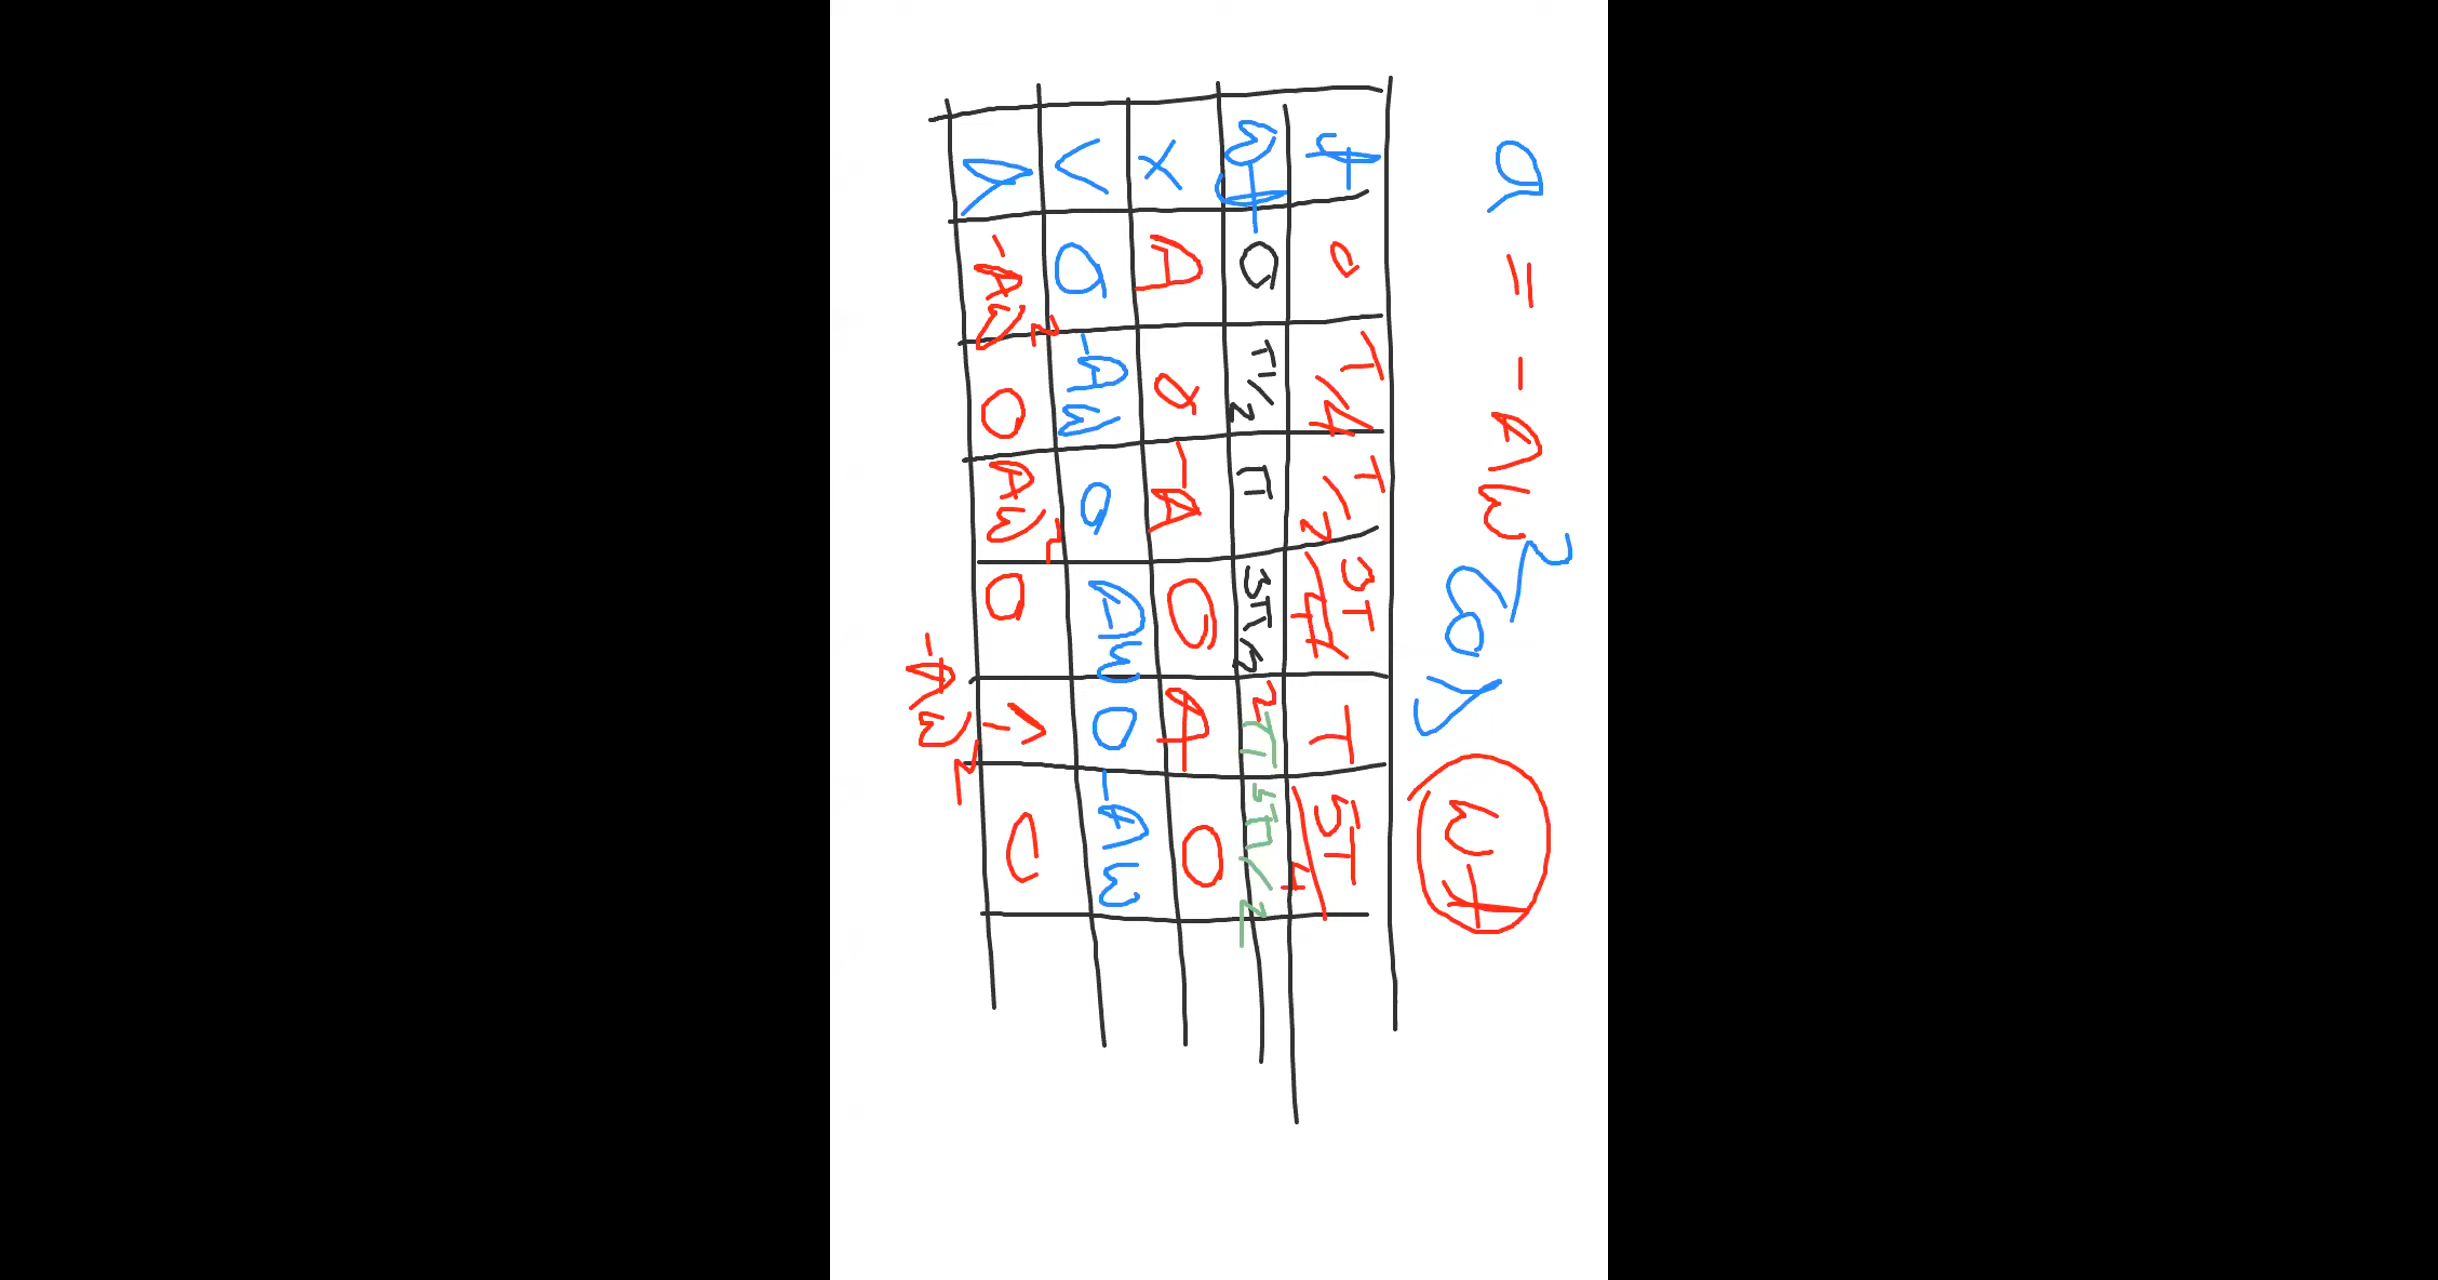 a = - Aω² cos ωt
t 0 T/4 T/2 3T/4 T 5T/4
ωt 0 π/2 π 3π/2 2π 5π/2
x A 0 -A 0 A 0
v 0 -Aω 0 Aω 0 -Aω
a -Aω² 0 Aω² 0 -Aω² 0